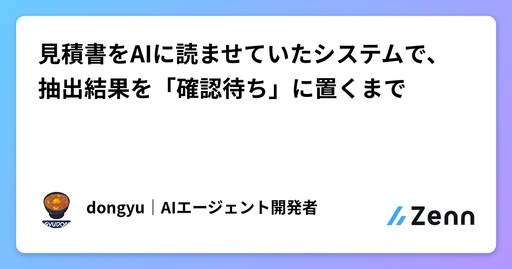 見積書をAIに読ませていたシステムで、
抽出結果を「確認待ち」に置くまで
dongyu｜AIエージェント開発者
Zenn